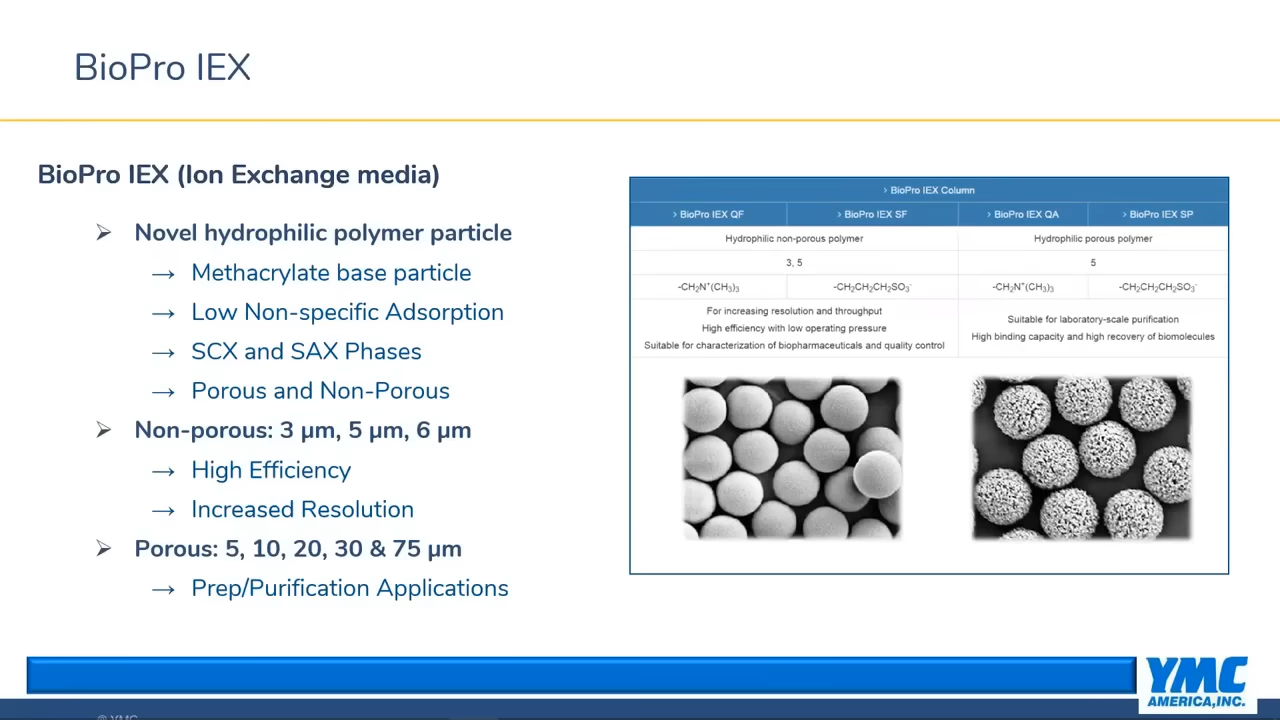 BioPro IEX
BioPro IEX (Ion Exchange media)
➢ Novel hydrophilic polymer particle
→ Methacrylate base particle
→ Low Non-specific Adsorption
→ SCX and SAX Phases
→ Porous and Non-Porous
➢ Non-porous: 3 µm, 5 µm, 6 µm
→ High Efficiency
→ Increased Resolution
➢ Porous: 5, 10, 20, 30 & 75 µm
→ Prep/Purification Applications
> BioPro IEX Column
> BioPro IEX QF > BioPro IEX SF > BioPro IEX QA > BioPro IEX SP
Hydrophilic non-porous polymer Hydrophilic porous polymer
3, 5 5
-CH₂N⁺(CH₃)₃ -CH₂CH₂CH₂SO₃⁻ -CH₂N⁺(CH₃)₃ -CH₂CH₂CH₂SO₃⁻
For increasing resolution and throughput
High efficiency with low operating pressure
Suitable for characterization of biopharmaceuticals and quality control
Suitable for laboratory-scale purification
High binding capacity and high recovery of biomolecules
YMC
AMERICA, INC.
© YMC